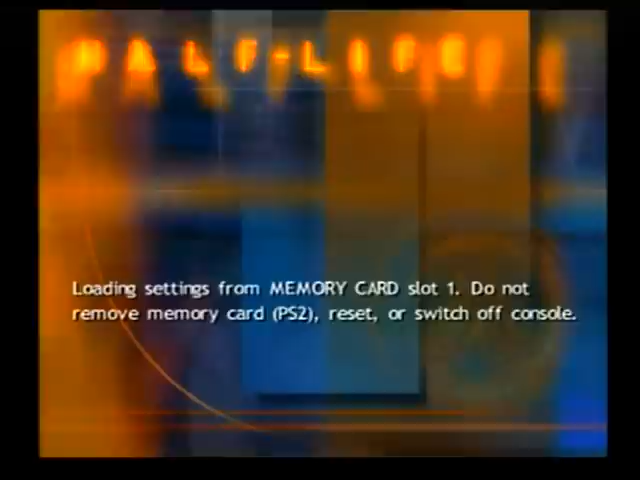 HALF-LIFE
Loading settings from MEMORY CARD slot 1. Do not
remove memory card (PS2), reset, or switch off console.